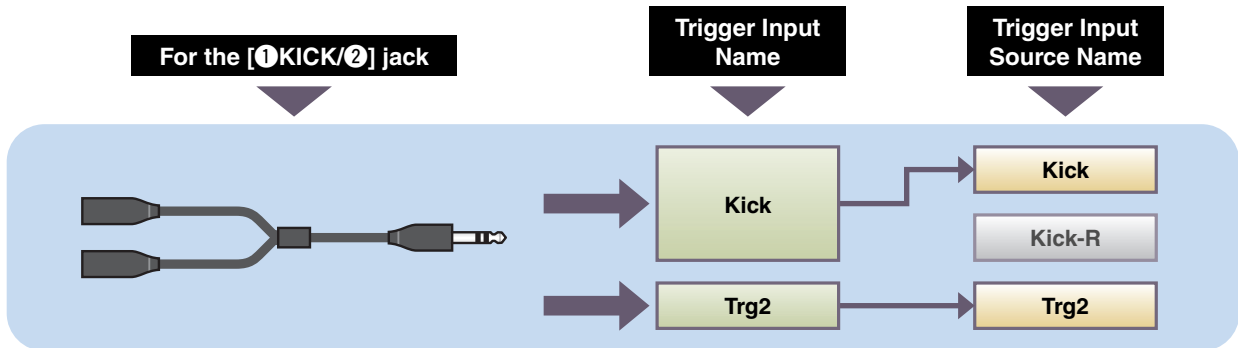 For the [❶KICK/❷] jack
Trigger Input
Name
Trigger Input
Source Name
Kick
Kick
Kick-R
Trg2
Trg2